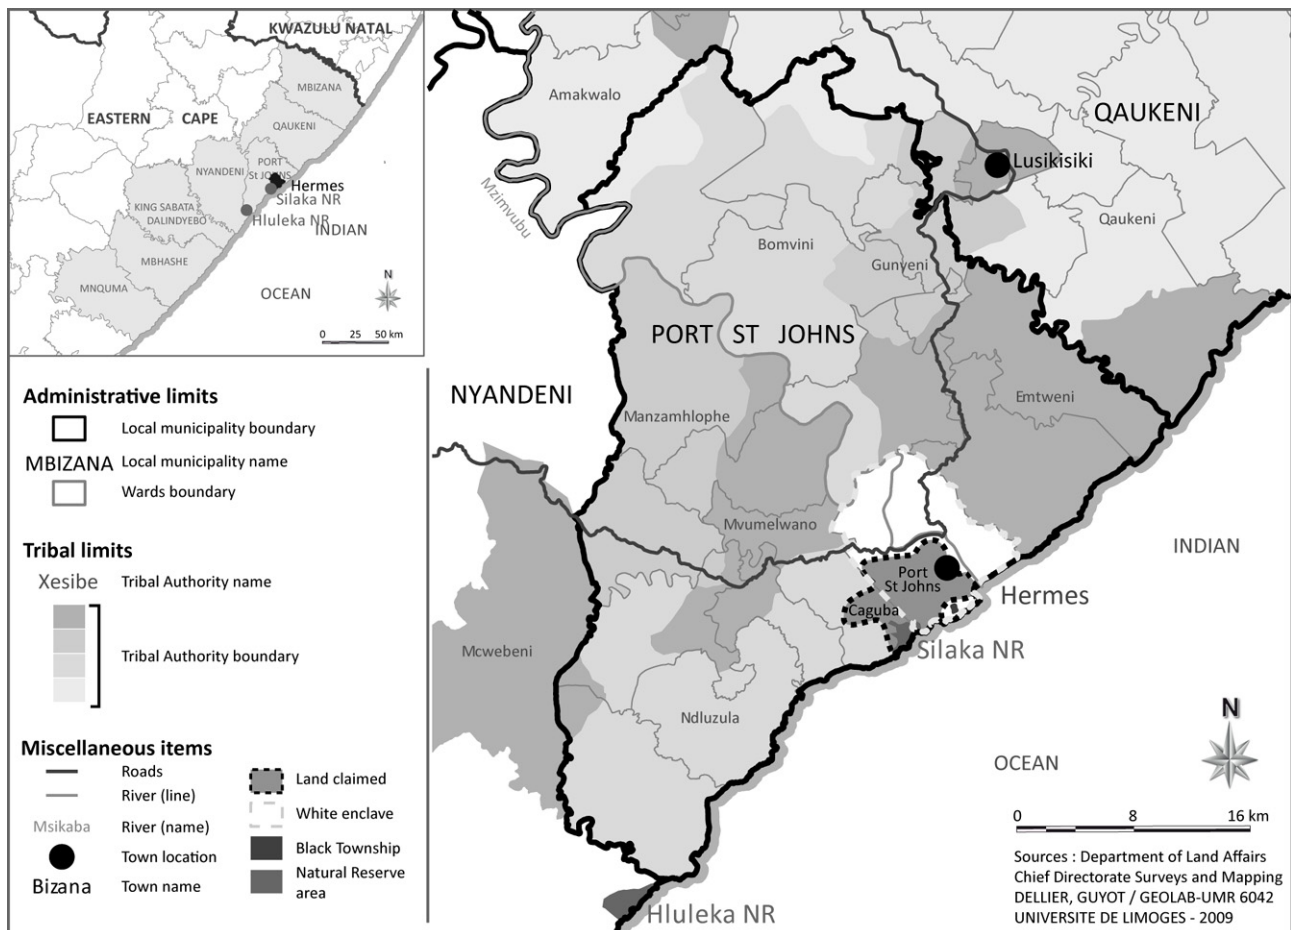 KWAZULU NATAL
MBIZANA
EASTERN CAPE
QAUKENI
NYANDENI
PORT
St JOHNS
Hermes
Silaka NR
KING SABATA
DALINDYEBO
Hluleka NR
INDIAN
MBHASHE
MNQUMA
OCEAN
N
0 25 50 km
Administrative limits
Local municipality boundary
MBIZANA Local municipality name
Wards boundary
Tribal limits
Xesibe Tribal Authority name
Tribal Authority boundary
Miscellaneous items
Roads
River (line)
Msikaba River (name)
Town location
Bizana Town name
Land claimed
White enclave
Black Township
Natural Reserve
area
Amakwalo
QAUKENI
Lusikisiki
Mzimvubu
Qaukeni
Bomvini
Gunyeni
PORT ST JOHNS
NYANDENI
Emtweni
Manzamhlophe
Mvumelwano
INDIAN
Port
St Johns
Hermes
Caguba
Silaka NR
Mcwebeni
Ndluzula
N
OCEAN
0 8 16 km
Sources : Department of Land Affairs
Chief Directorate Surveys and Mapping
DELLIER, GUYOT / GEOLAB-UMR 6042
UNIVERSITE DE LIMOGES - 2009
Hluleka NR